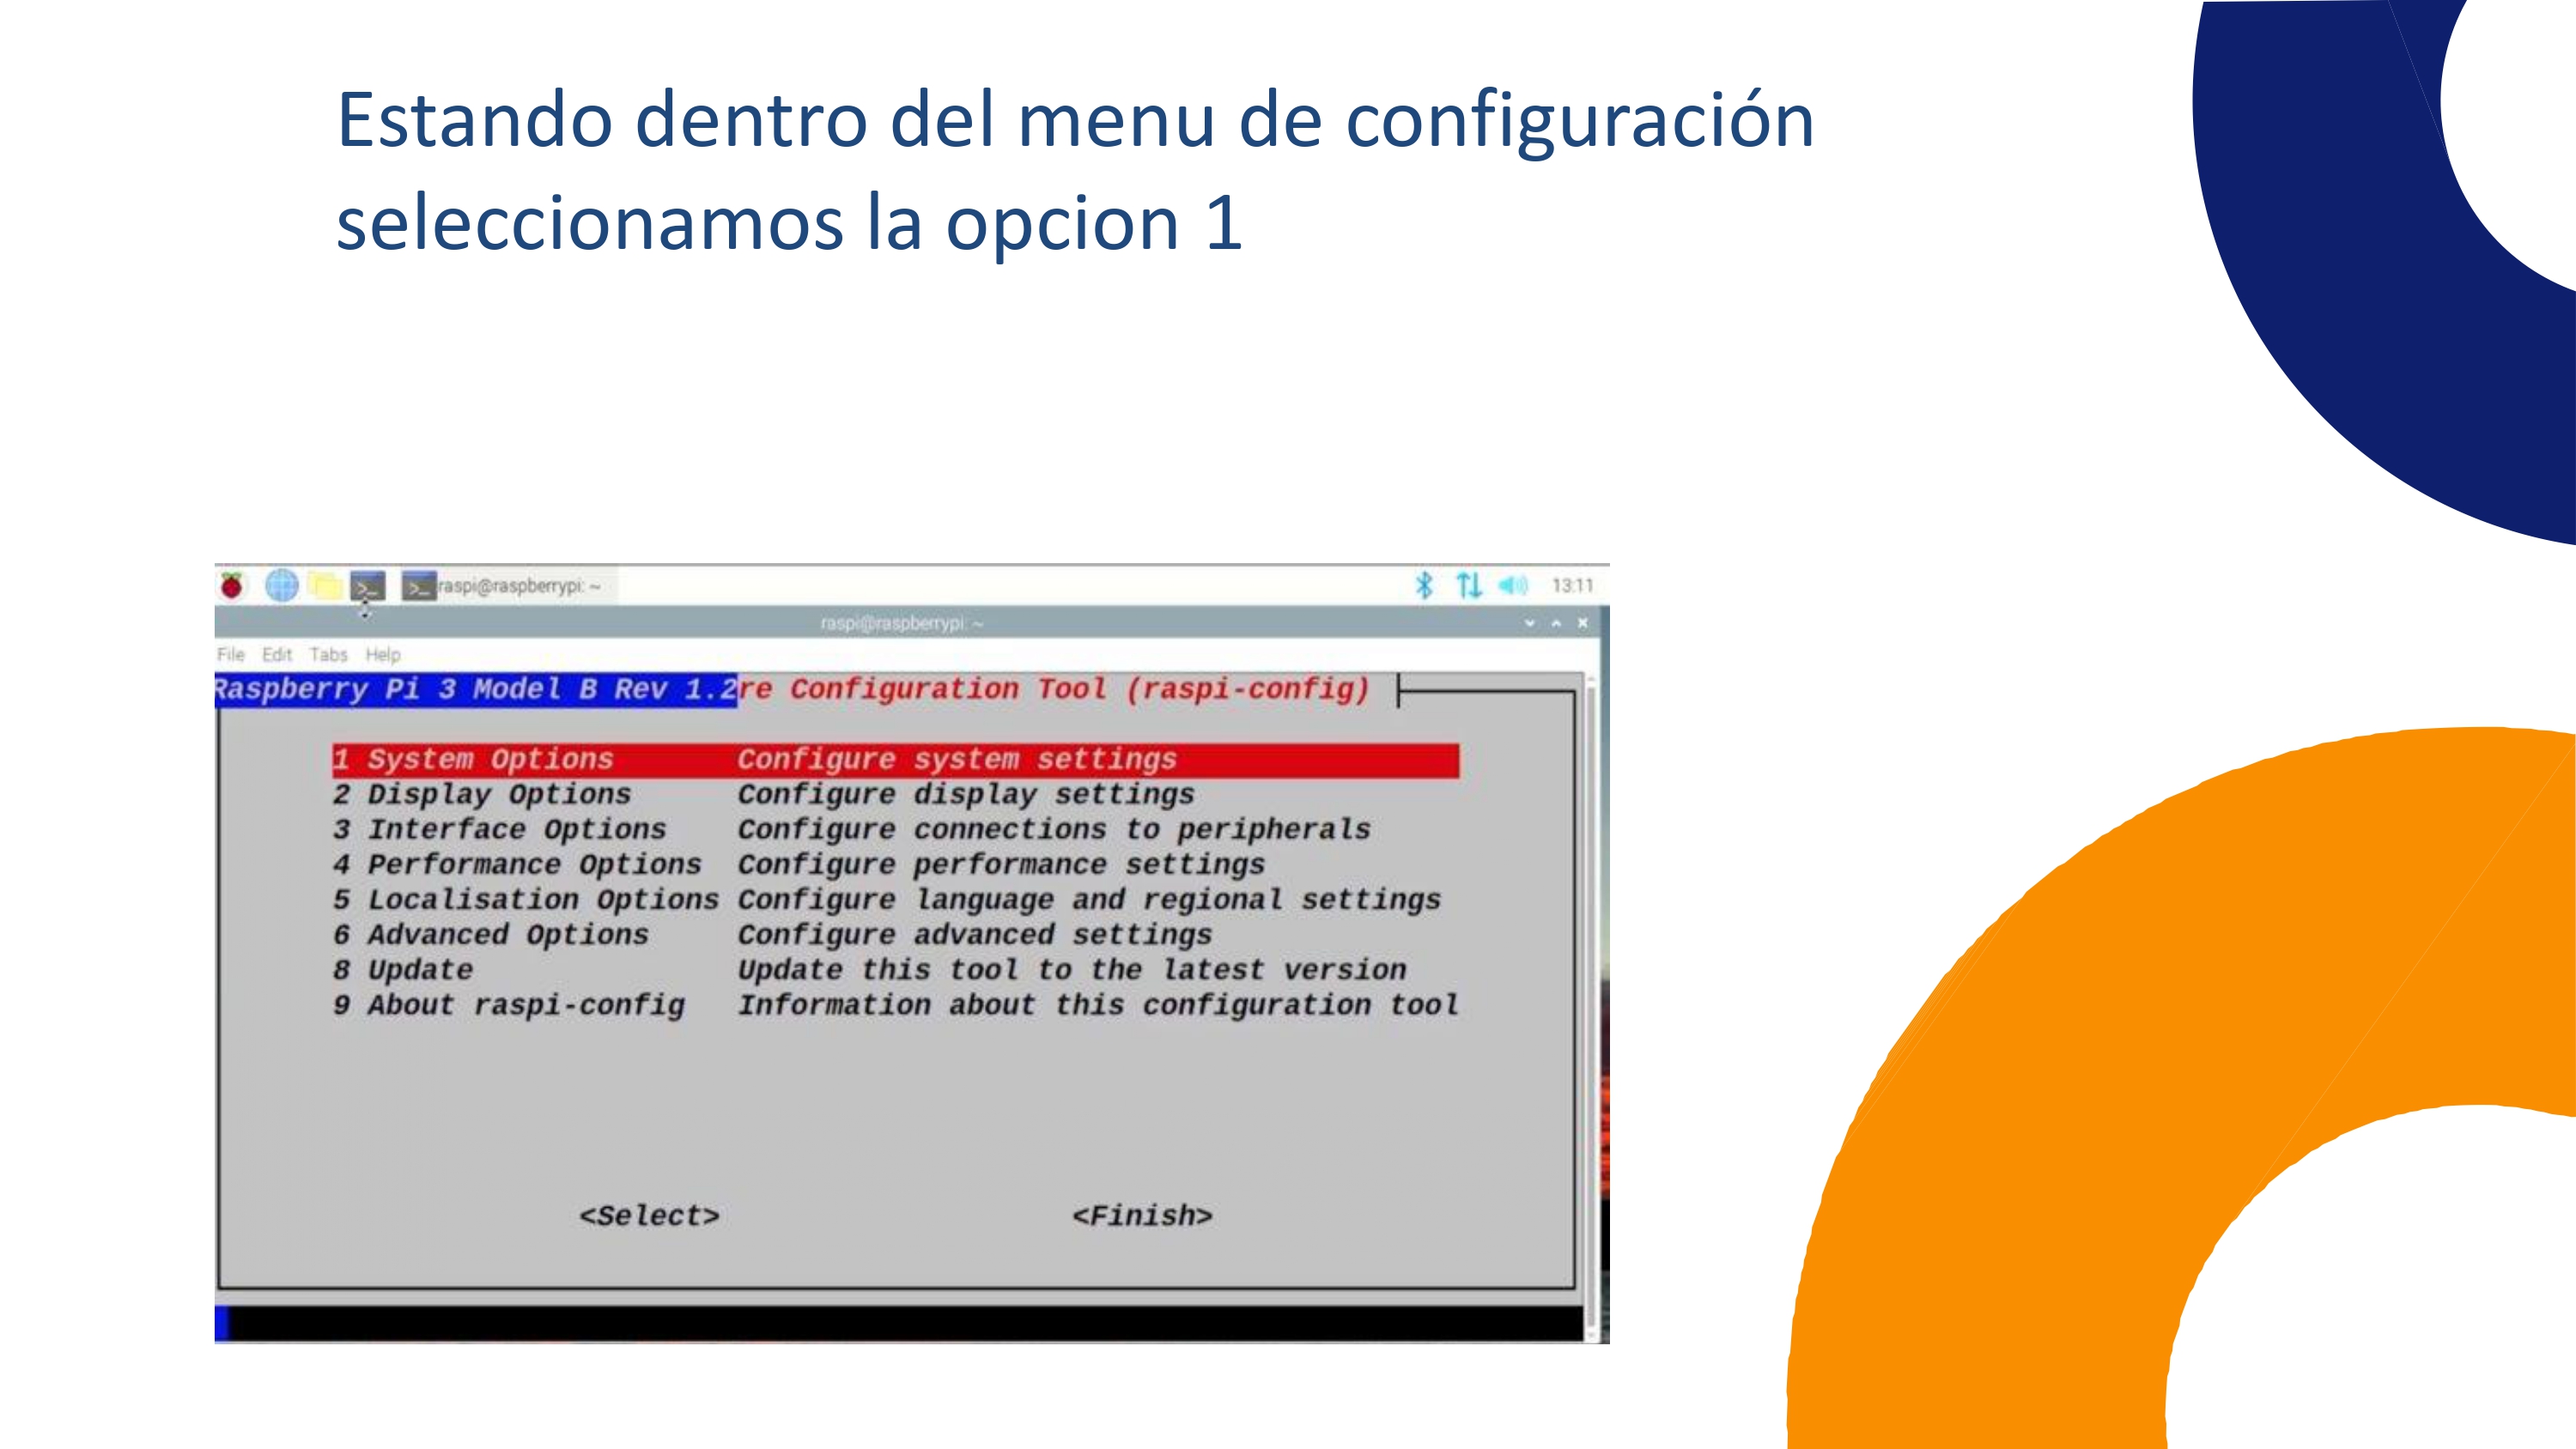 Estando dentro del menu de configuración
seleccionamos la opcion 1
raspi@raspberrypi: ~
13:11
raspi@raspberrypi: ~
File Edit Tabs Help
Raspberry Pi 3 Model B Rev 1.2re Configuration Tool (raspi-config)
1 System Options Configure system settings
2 Display Options Configure display settings
3 Interface Options Configure connections to peripherals
4 Performance Options Configure performance settings
5 Localisation Options Configure language and regional settings
6 Advanced Options Configure advanced settings
8 Update Update this tool to the latest version
9 About raspi-config Information about this configuration tool
<Select> <Finish>